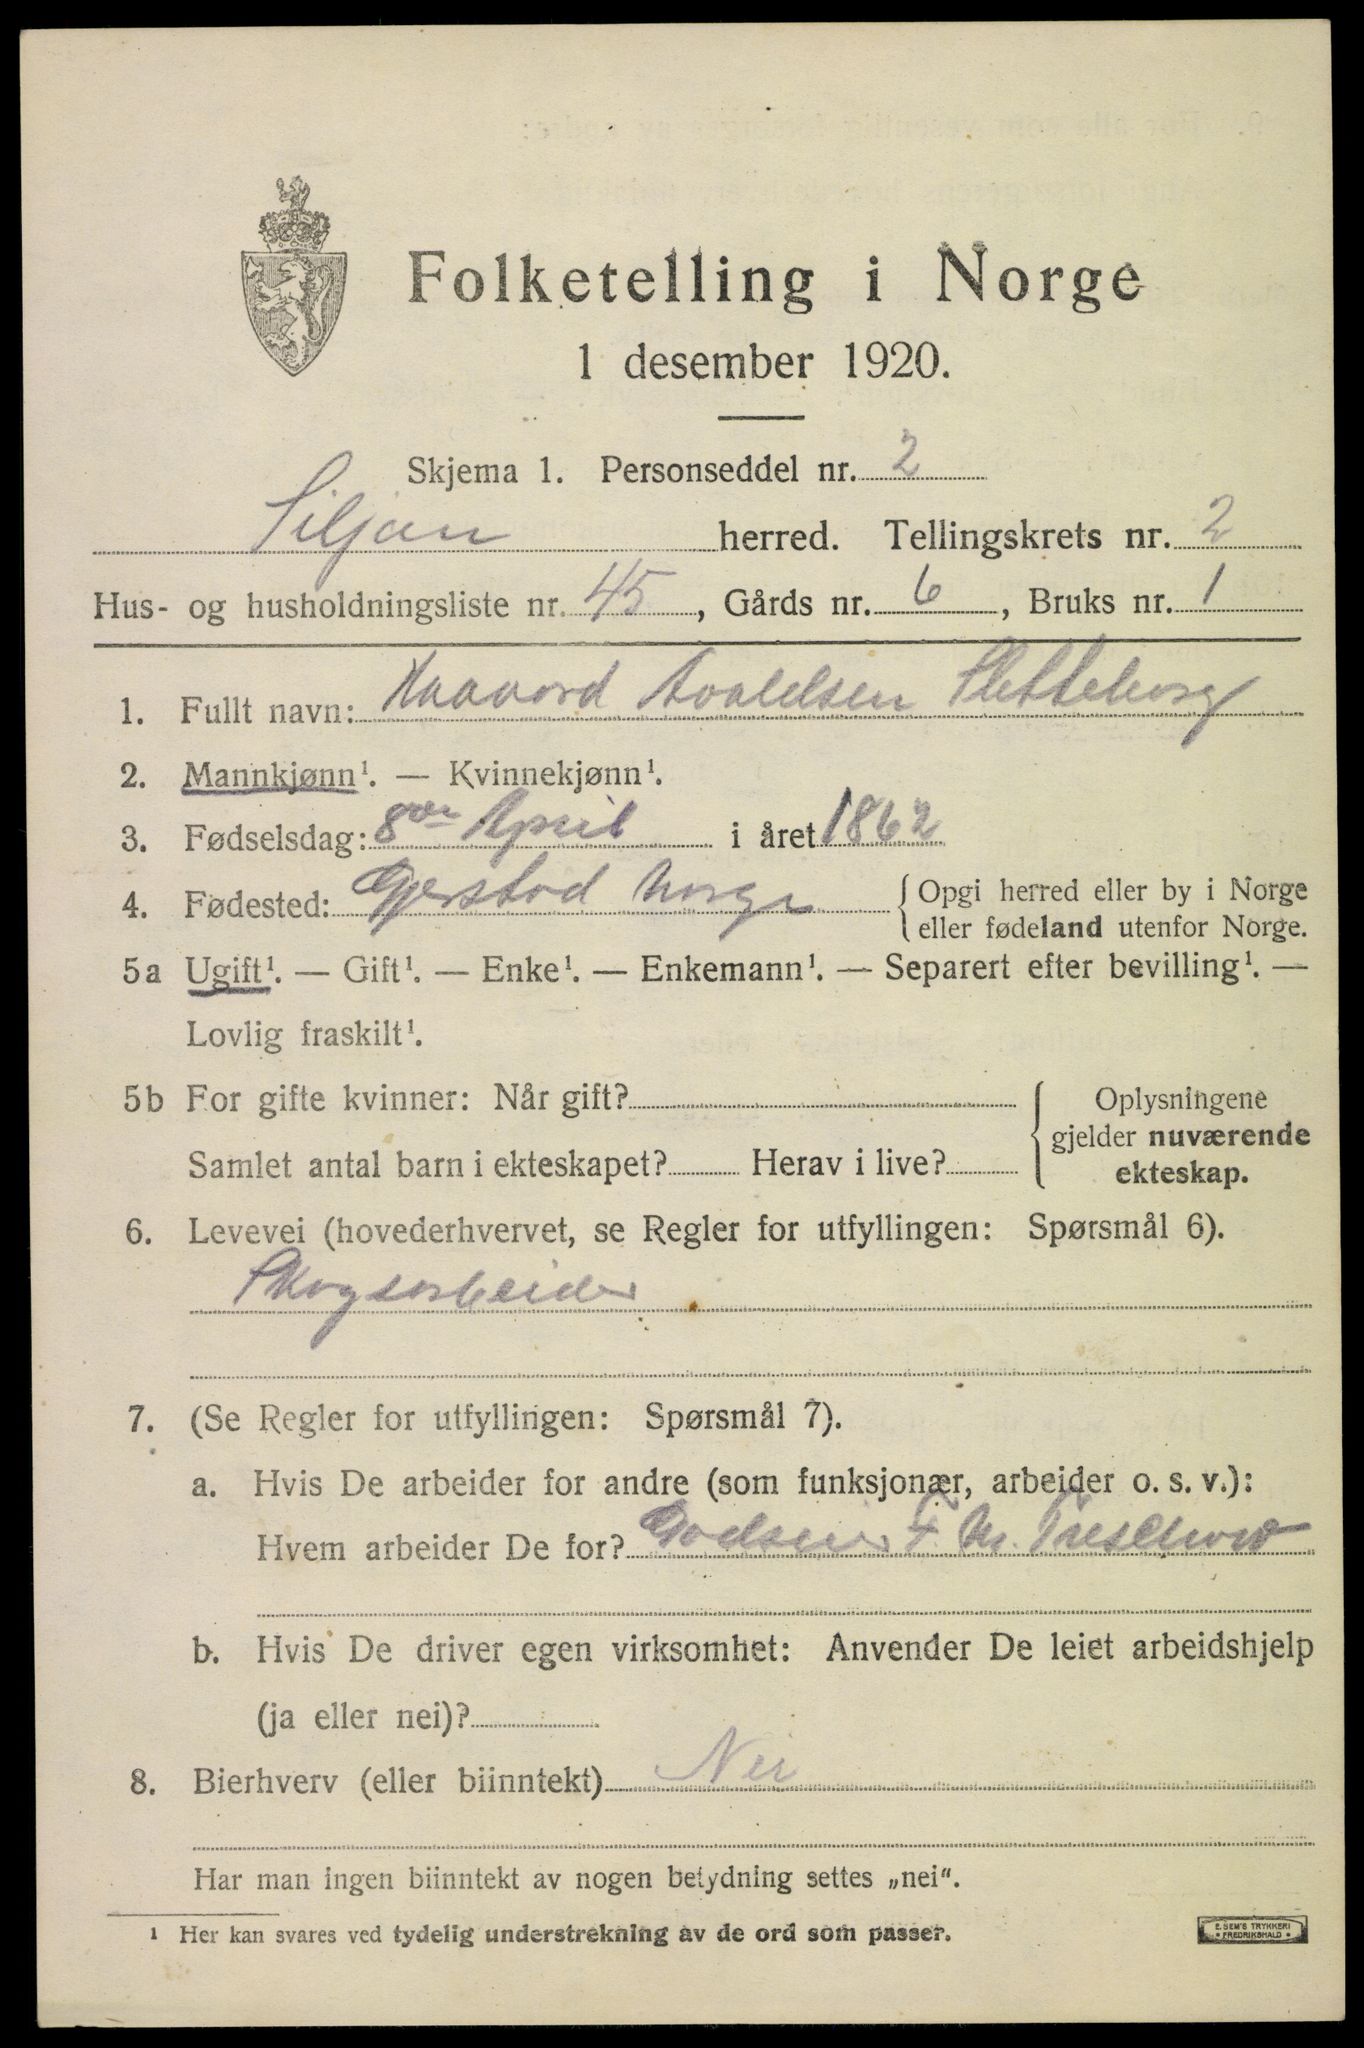 Folketelling i Norge
1 desember 1920.
Skjema 1. Personseddel nr. 2
Siljan herred. Tellingskrets nr. 2
Hus- og husholdningsliste nr. 45, Gårds nr. 6, Bruks nr. 1
1. Fullt navn: Haavord
2. Mannkjønn¹. — Kvinnekjønn¹.
3. Fødselsdag: 8de April i året 1862
4. Fødested: Gjerstad Norge { Opgi herred eller by i Norge
eller fødeland utenfor Norge.
5a Ugift¹. — Gift¹. — Enke¹. — Enkemann¹. — Separert efter bevilling¹. —
Lovlig fraskilt¹.
5b For gifte kvinner: Når gift? { Oplysningene
gjelder nuværende
Samlet antal barn i ekteskapet? Herav i live?
ekteskap.
6. Levevei (hovederhvervet, se Regler for utfyllingen: Spørsmål 6).
Skogsarbeider
7. (Se Regler for utfyllingen: Spørsmål 7).
a. Hvis De arbeider for andre (som funksjonær, arbeider o. s. v.):
Hvem arbeider De for? Godseier F. M. Treschow
b. Hvis De driver egen virksomhet: Anvender De leiet arbeidshjelp
(ja eller nei)?
8. Bierhverv (eller biinntekt) Nei
Har man ingen biinntekt av nogen betydning settes „nei".
¹ Her kan svares ved tydelig understrekning av de ord som passer.
E. SEM'S TRYKKERI
FREDRIKSHALD